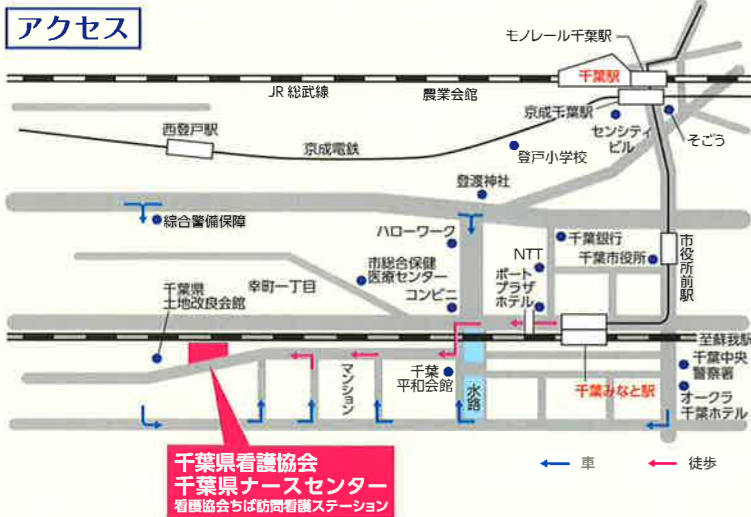 アクセス
モノレール千葉駅
千葉駅
JR 総武線
農業会館
京成千葉駅
西登戸駅
京成電鉄
登戸小学校
センシティ
ビル
そごう
登渡神社
綜合警備保障
ハローワーク
千葉銀行
NTT
千葉市役所
市役所前駅
市総合保健
医療センター
千葉県
土地改良会館
幸町一丁目
コンビニ
ポート
プラザ
ホテル
至蘇我駅
千葉中央
警察署
マンション
千葉
平和会館
水路
千葉みなと駅
オークラ
千葉ホテル
千葉県看護協会
千葉県ナースセンター
看護協会ちば訪問看護ステーション
車
徒歩